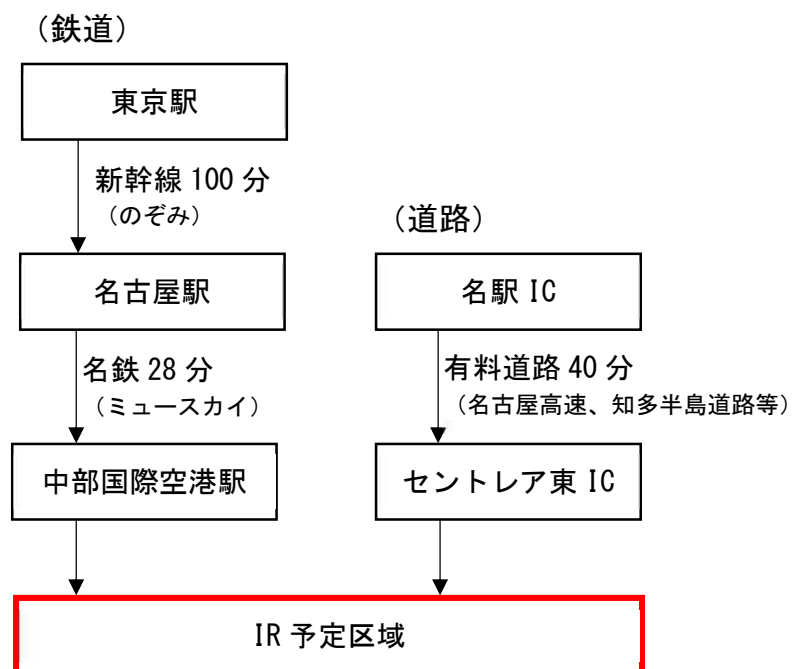 （鉄道）
東京駅
新幹線 100 分
（のぞみ）
名古屋駅
名鉄 28 分
（ミュースカイ）
中部国際空港駅
（道路）
名駅 IC
有料道路 40 分
（名古屋高速、知多半島道路等）
セントレア東 IC
IR 予定区域